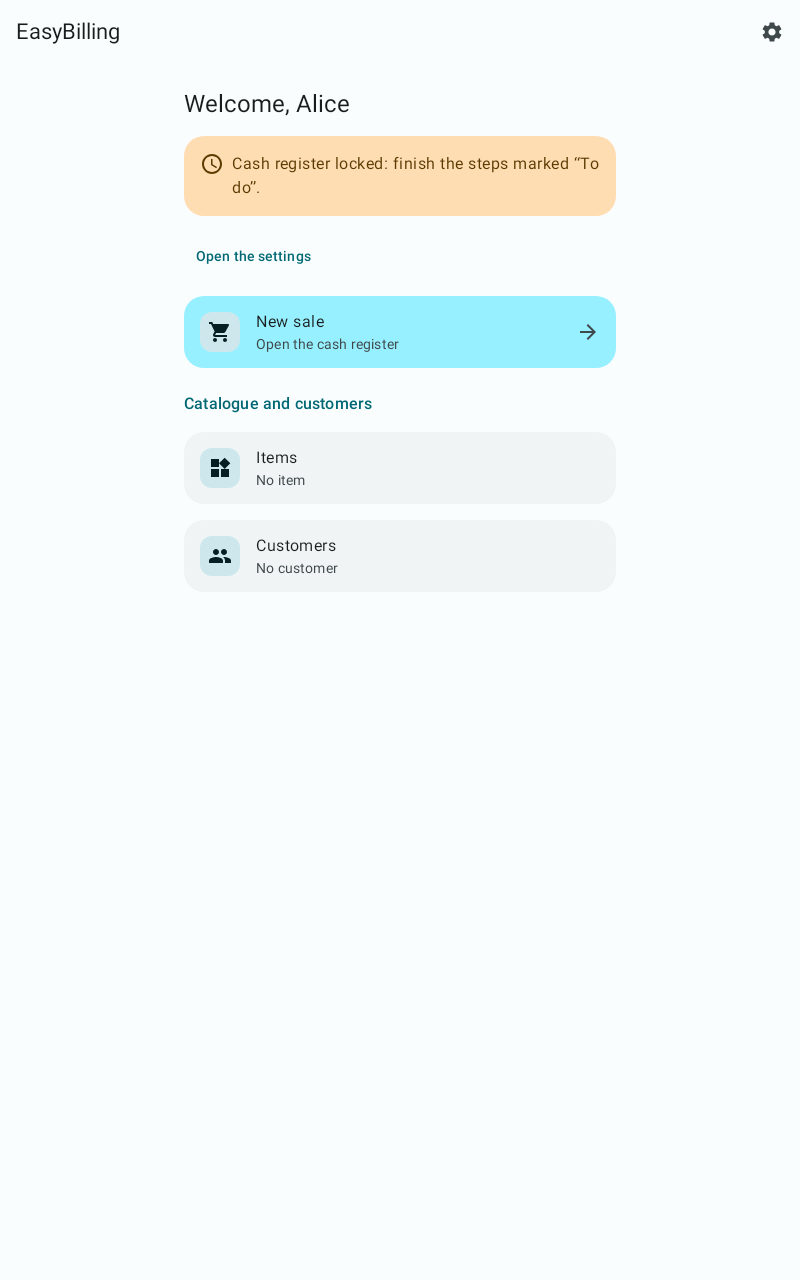 EasyBilling
Welcome, Alice
Cash register locked: finish the steps marked “To
do”.
Open the settings
New sale
Open the cash register
Catalogue and customers
Items
No item
Customers
No customer